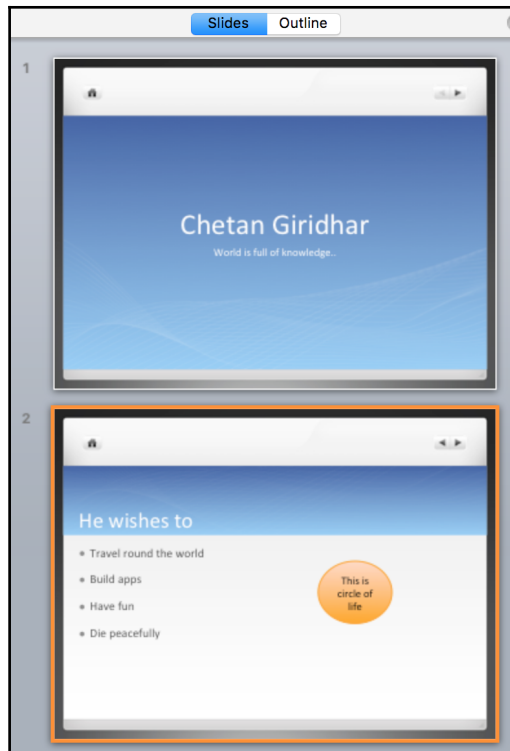 Slides Outline
1
Chetan Giridhar
World is full of knowledge..
2
He wishes to
Travel round the world
Build apps
Have fun
Die peacefully
This is
circle of
life